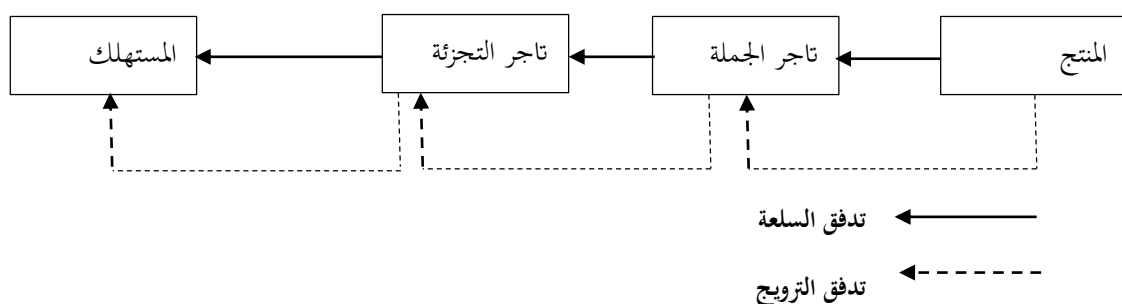 المنتج
تاجر الجملة
تاجر التجزئة
المستهلك
تدفق السلعة
تدفق الترويج